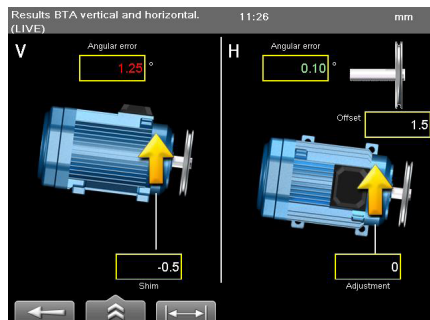 Results BTA vertical and horizontal. 11:26 mm
(LIVE)
V
Angular error
1.25 °
-0.5
Shim
H
Angular error
0.10 °
Offset
1.5
0
Adjustment